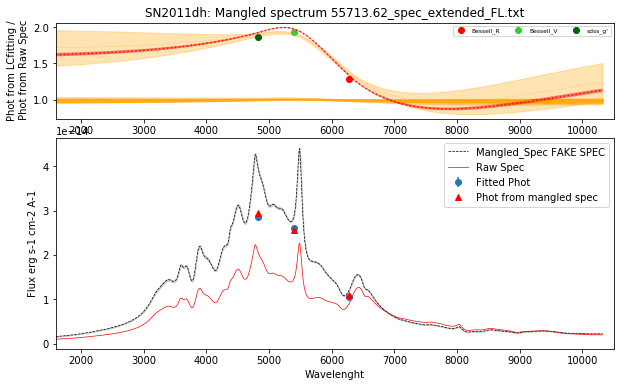 SN2011dh: Mangled spectrum 55713.62_spec_extended_FL.txt
Phot from LCfitting /
Phot from Raw Spec
2.0
1.5
1.0
Bessell_R
Bessell_V
sdss_g'
2000 3000 4000 5000 6000 7000 8000 9000 10000
1e-14
Flux erg s-1 cm-2 A-1
4
3
2
1
0
Mangled_Spec FAKE SPEC
Raw Spec
Fitted Phot
Phot from mangled spec
2000 3000 4000 5000 6000 7000 8000 9000 10000
Wavelenght